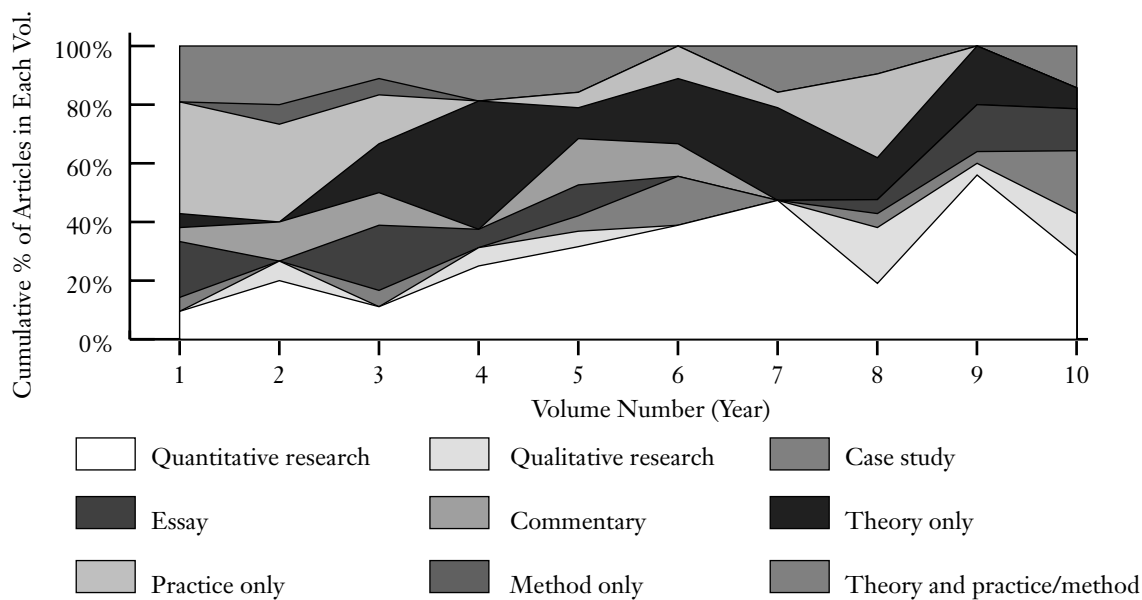 Cumulative % of Articles in Each Vol.
100%
80%
60%
40%
20%
0%
1 2 3 4 5 6 7 8 9 10
Volume Number (Year)
Quantitative research Qualitative research Case study
Essay Commentary Theory only
Practice only Method only Theory and practice/method